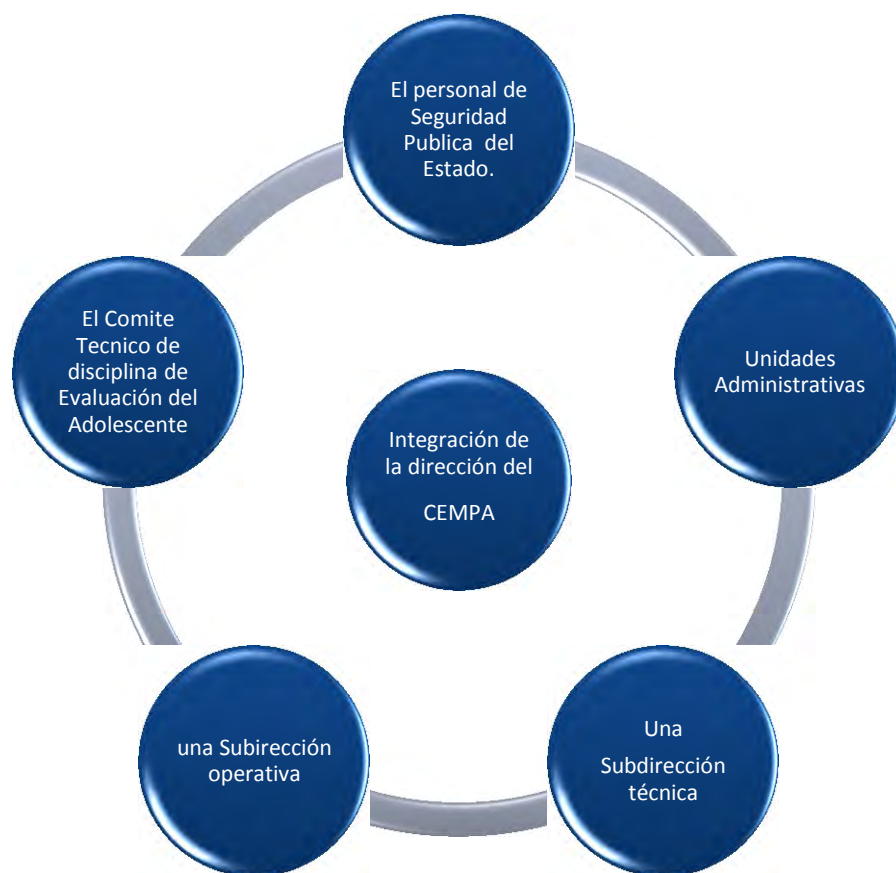 El personal de
Seguridad
Publica del
Estado.
El Comite
Tecnico de
disciplina de
Evaluación del
Adolescente
Unidades
Administrativas
Integración de
la dirección del
CEMPA
una Subirección
operativa
Una
Subdirección
técnica